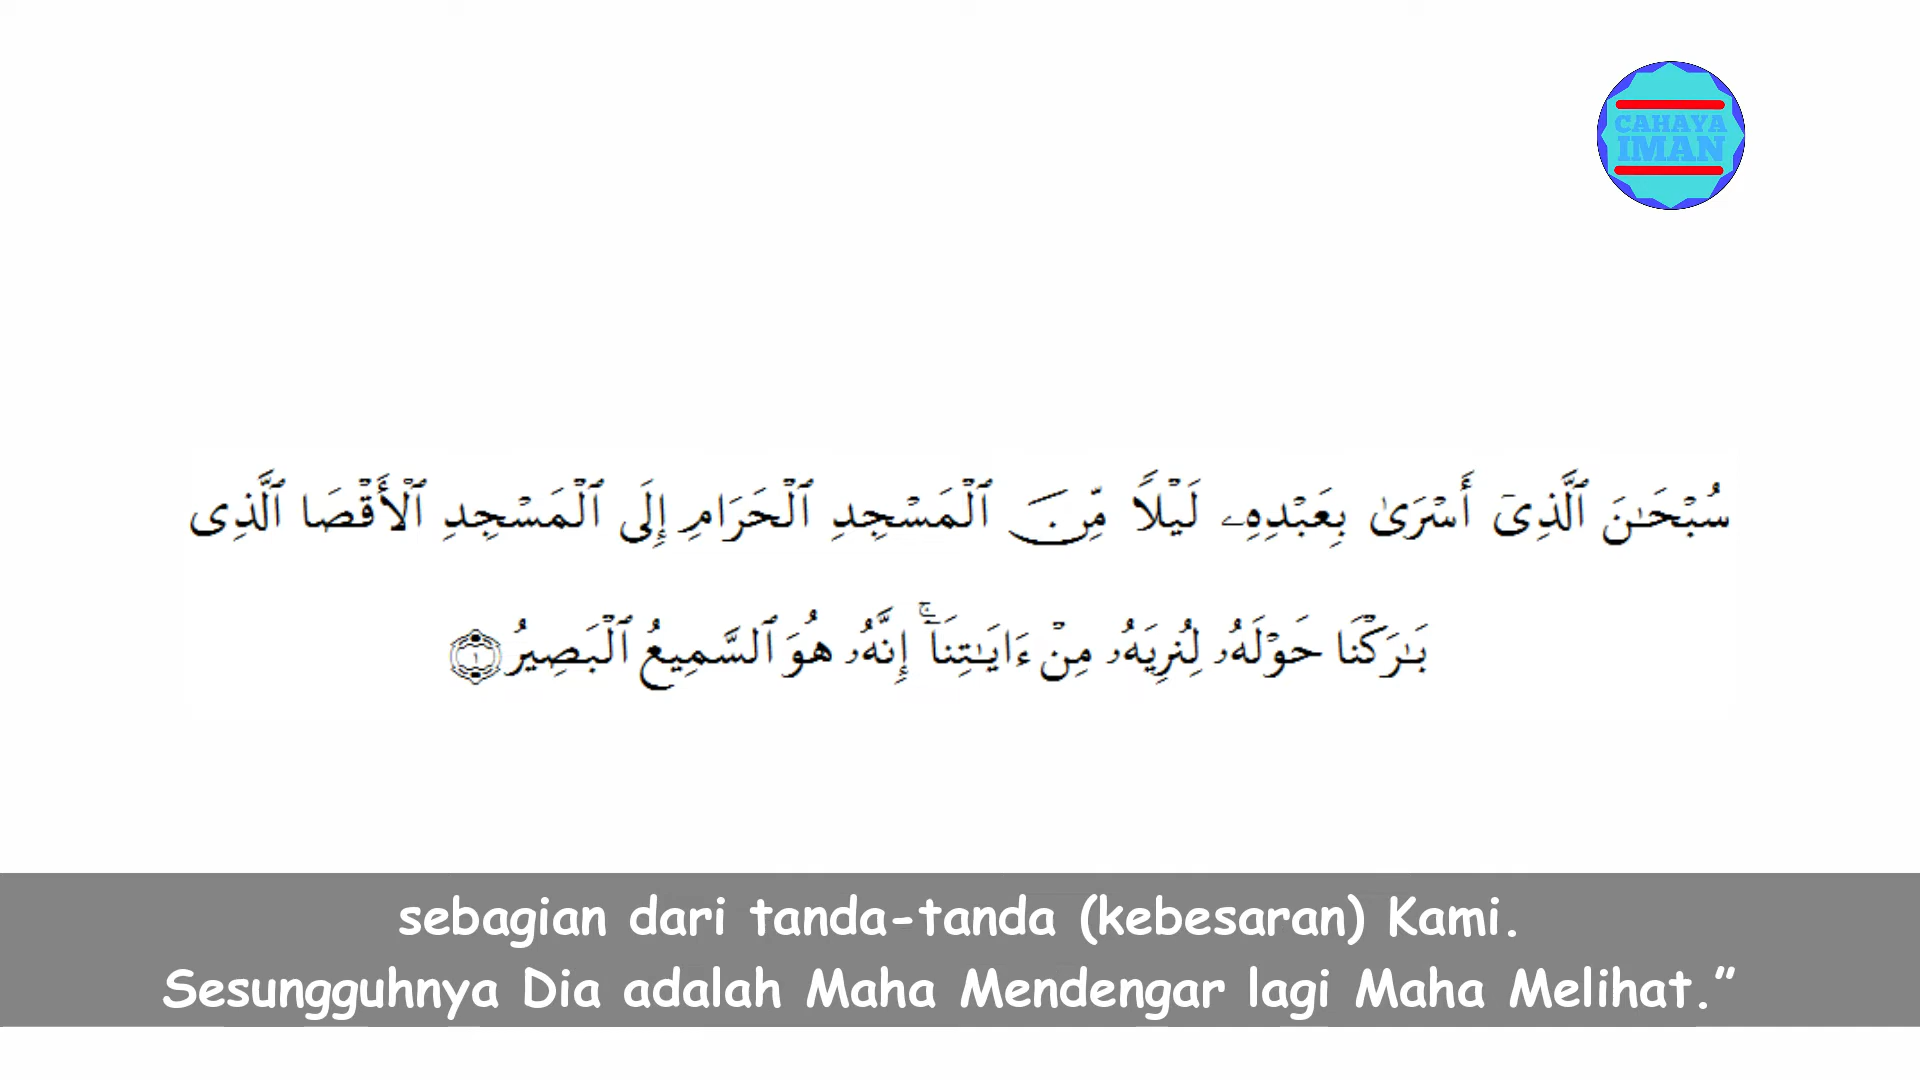 CAHAYA
IMAN
سُبْحَـٰنَ ٱلَّذِىٓ أَسْرَىٰ بِعَبْدِهِۦ لَيْلًا مِّنَ ٱلْمَسْجِدِ ٱلْحَرَامِ إِلَى ٱلْمَسْجِدِ ٱلْأَقْصَا ٱلَّذِى
بَـٰرَكْنَا حَوْلَهُۥ لِنُرِيَهُۥ مِنْ ءَايَـٰتِنَآ ۚ إِنَّهُۥ هُوَ ٱلسَّمِيعُ ٱلْبَصِيرُ ١
sebagian dari tanda-tanda (kebesaran) Kami.
Sesungguhnya Dia adalah Maha Mendengar lagi Maha Melihat.”